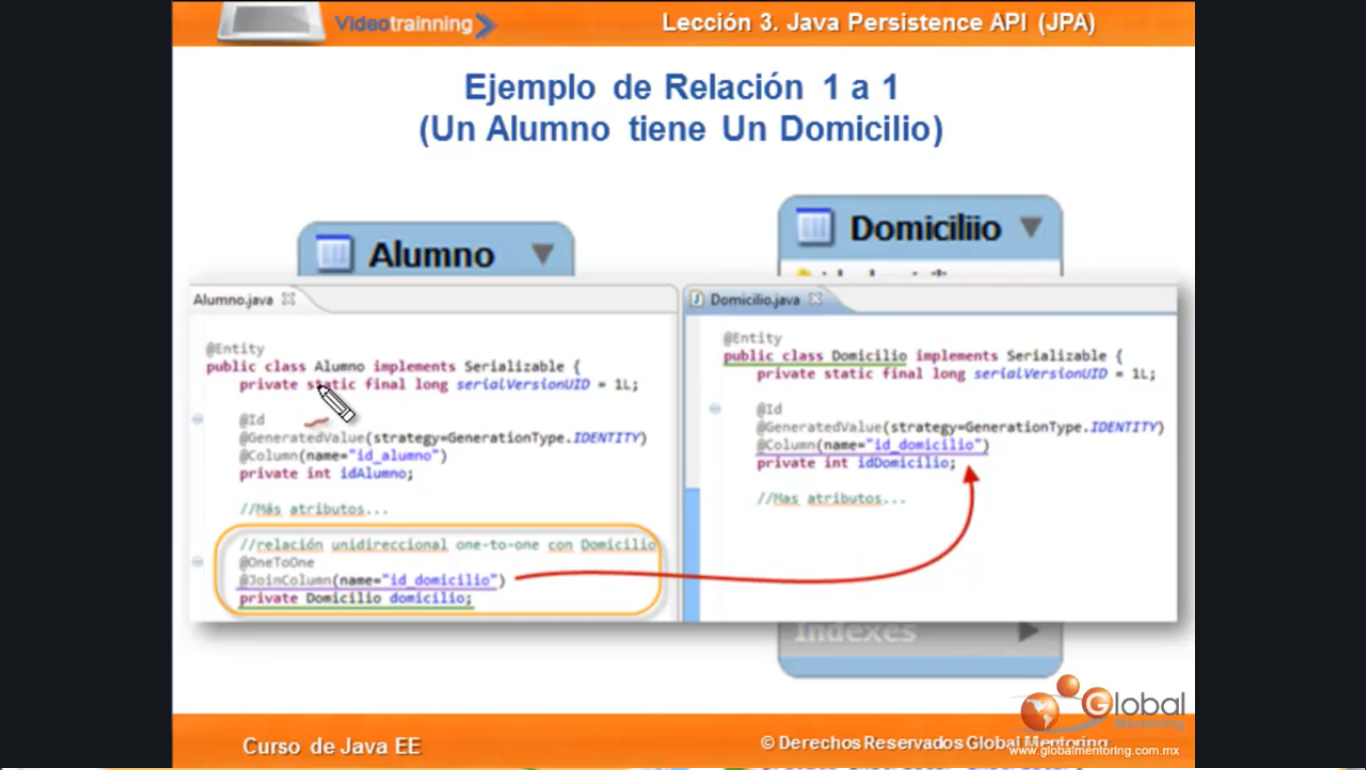 Videotrainning
Lección 3. Java Persistence API (JPA)
Ejemplo de Relación 1 a 1
(Un Alumno tiene Un Domicilio)
Alumno
Domiciliio
Alumno.java
@Entity
public class Alumno implements Serializable {
private static final long serialVersionUID = 1L;
@Id
@GeneratedValue(strategy=GenerationType.IDENTITY)
@Column(name="id_alumno")
private int idAlumno;
//Más atributos...
//relación unidireccional one-to-one con Domicilio
@OneToOne
@JoinColumn(name="id_domicilio")
private Domicilio domicilio;
Domicilio.java
@Entity
public class Domicilio implements Serializable {
private static final long serialVersionUID = 1L;
@Id
@GeneratedValue(strategy=GenerationType.IDENTITY)
@Column(name="id_domicilio")
private int idDomicilio;
//Mas atributos...
Indexes
Global
Mentoring
Curso de Java EE
© Derechos Reservados Global Mentoring
www.globalmentoring.com.mx